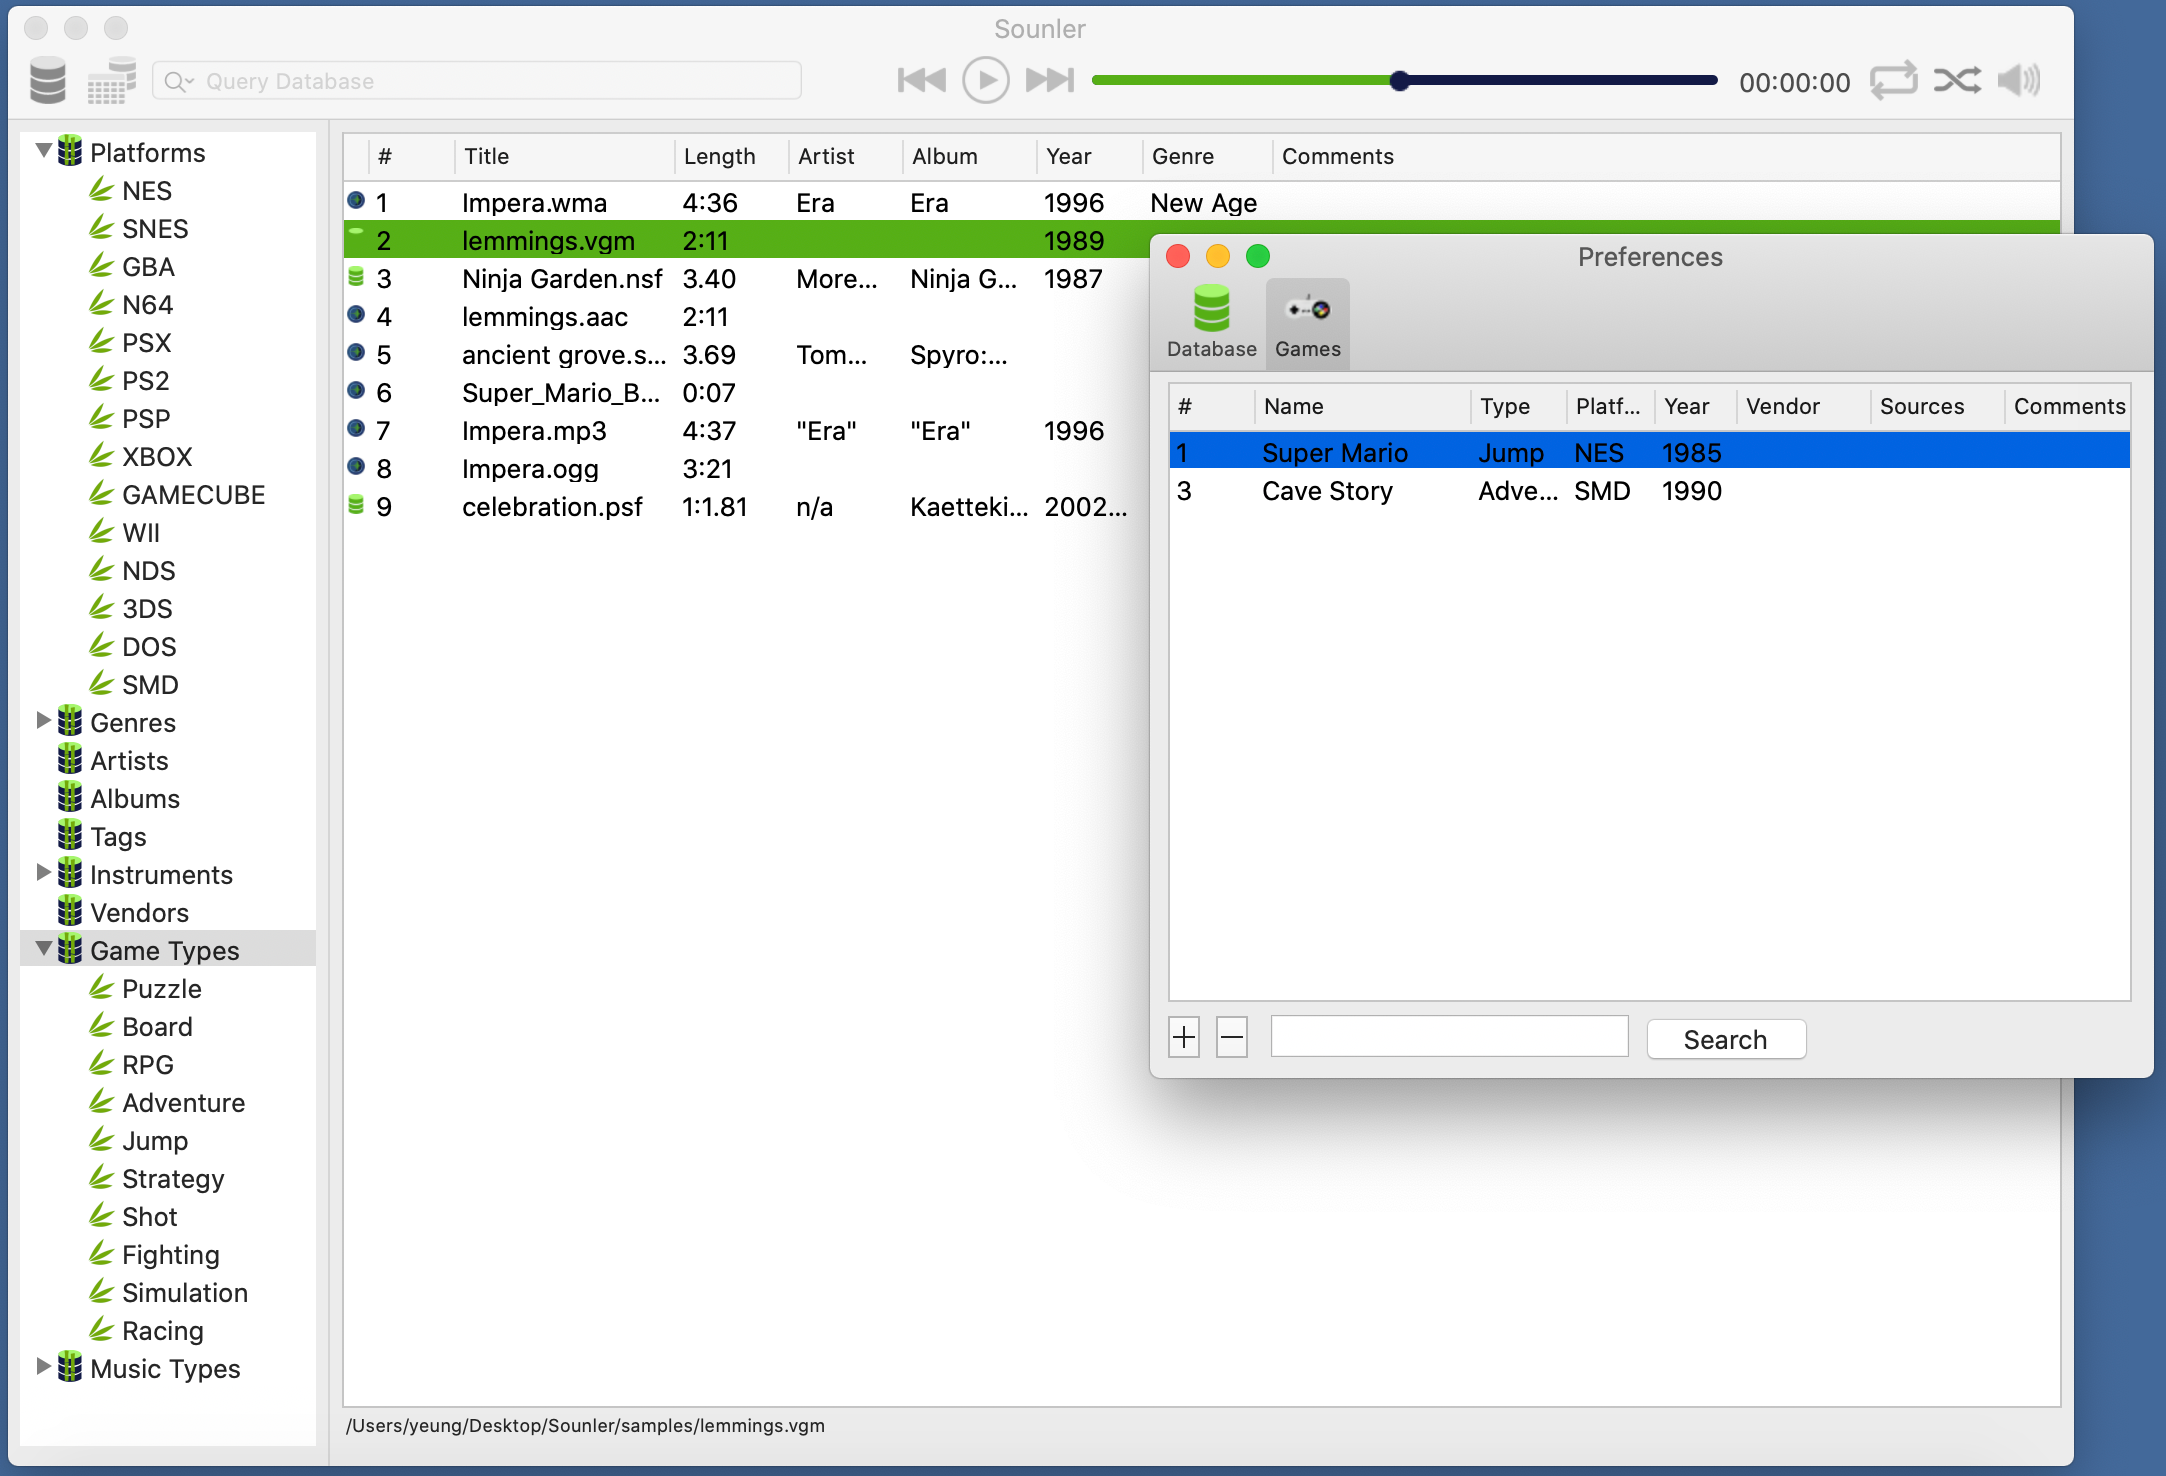 Sounler
Query Database
00:00:00
Platforms
NES
SNES
GBA
N64
PSX
PS2
PSP
XBOX
GAMECUBE
WII
NDS
3DS
DOS
SMD
Genres
Artists
Albums
Tags
Instruments
Vendors
Game Types
Puzzle
Board
RPG
Adventure
Jump
Strategy
Shot
Fighting
Simulation
Racing
Music Types
# Title Length Artist Album Year Genre Comments
1 Impera.wma 4:36 Era Era 1996 New Age
2 lemmings.vgm 2:11 1989
3 Ninja Garden.nsf 3.40 More... Ninja G... 1987
4 lemmings.aac 2:11
5 ancient grove.s... 3.69 Tom... Spyro:...
6 Super_Mario_B... 0:07
7 Impera.mp3 4:37 "Era" "Era" 1996
8 Impera.ogg 3:21
9 celebration.psf 1:1.81 n/a Kaetteki... 2002...
/Users/yeung/Desktop/Sounler/samples/lemmings.vgm
Preferences
Database Games
# Name Type Platf... Year Vendor Sources Comments
1 Super Mario Jump NES 1985
3 Cave Story Adve... SMD 1990
Search